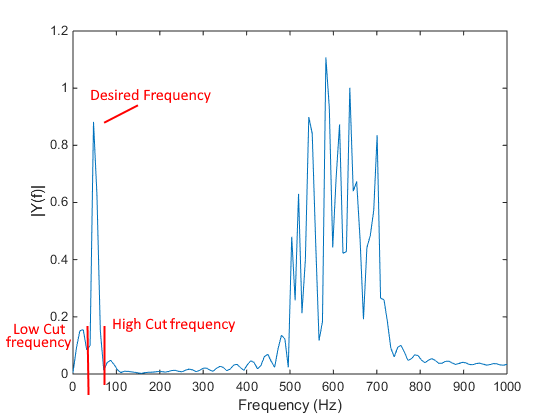 1.2
1
Desired Frequency
0.8
|Y(f)|
0.6
0.4
0.2
Low Cut
frequency
High Cut frequency
0
0 100 200 300 400 500 600 700 800 900 1000
Frequency (Hz)